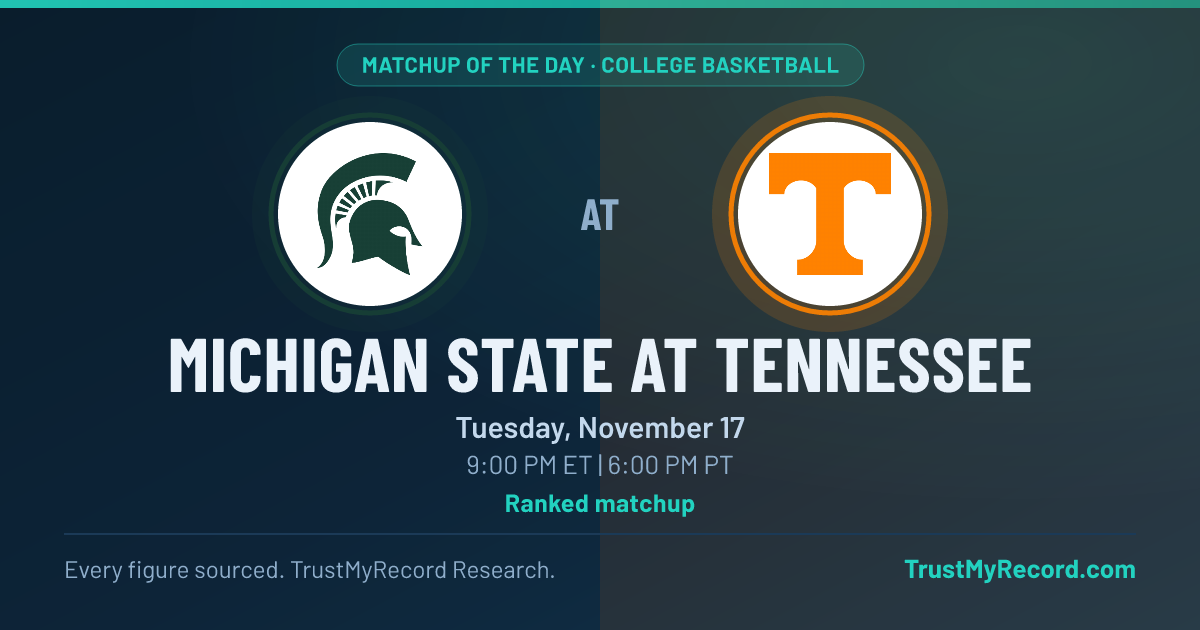 MATCHUP OF THE DAY · COLLEGE BASKETBALL
AT
T
MICHIGAN STATE AT TENNESSEE
Tuesday, November 17
9:00 PM ET | 6:00 PM PT
Ranked matchup
Every figure sourced. TrustMyRecord Research.
TrustMyRecord.com